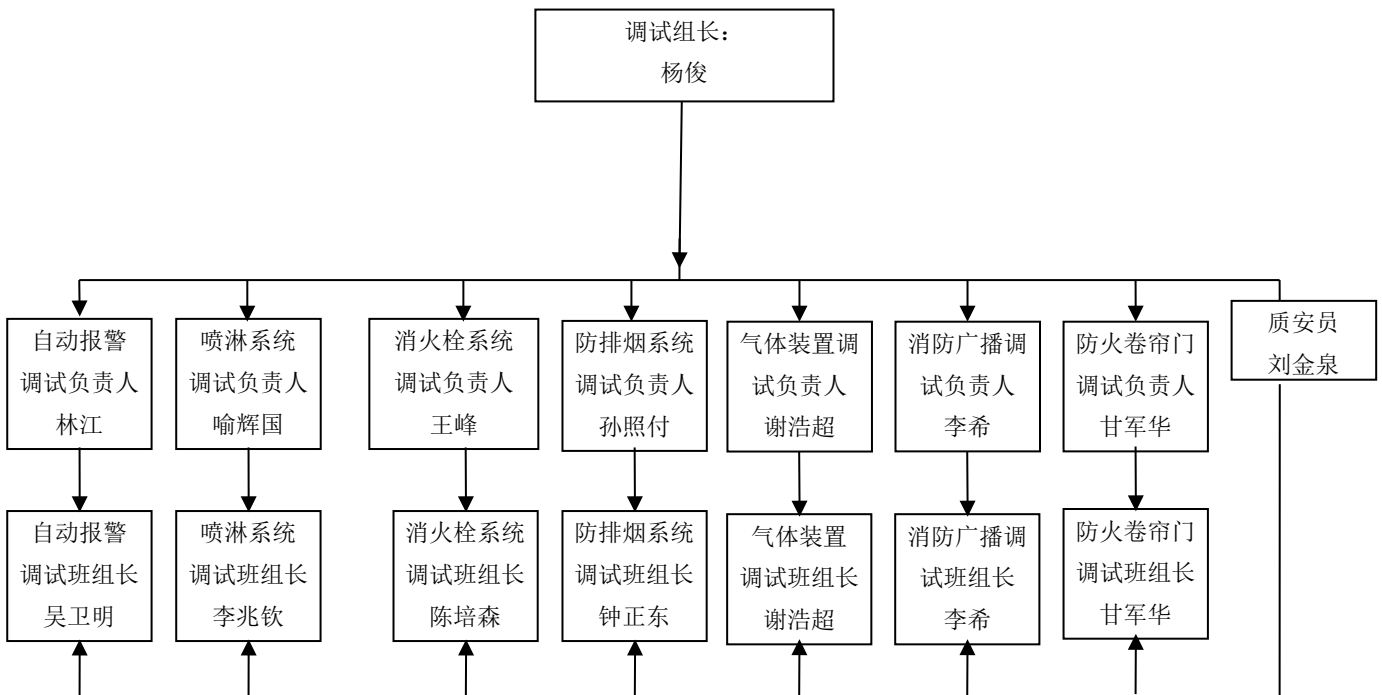 调试组长：
杨俊
自动报警
调试负责人
林江
喷淋系统
调试负责人
喻辉国
消火栓系统
调试负责人
王峰
防排烟系统
调试负责人
孙照付
气体装置调
试负责人
谢浩超
消防广播调
试负责人
李希
防火卷帘门
调试负责人
甘军华
质安员
刘金泉
自动报警
调试班组长
吴卫明
喷淋系统
调试班组长
李兆钦
消火栓系统
调试班组长
陈培森
防排烟系统
调试班组长
钟正东
气体装置
调试班组长
谢浩超
消防广播调
试班组长
李希
防火卷帘门
调试班组长
甘军华